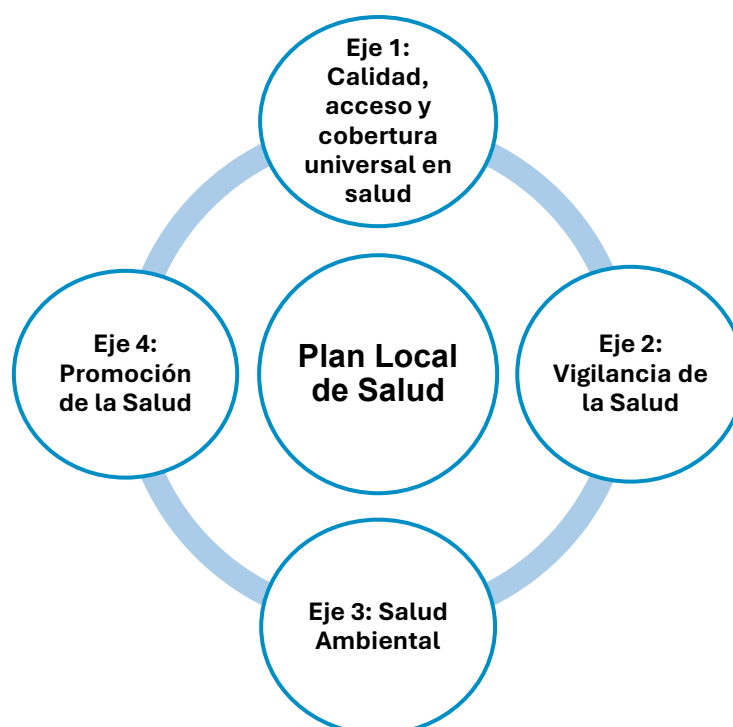 Eje 1:
Calidad,
acceso y
cobertura
universal en
salud
Eje 4:
Promoción
de la Salud
Plan Local
de Salud
Eje 2:
Vigilancia de
la Salud
Eje 3: Salud
Ambiental